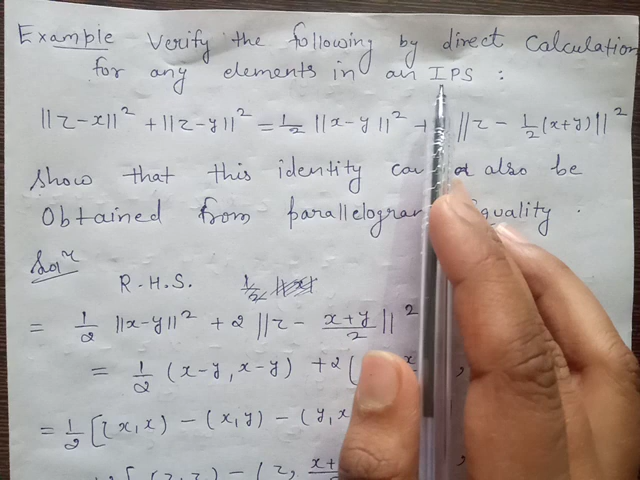 Example Verify the following by direct calculation
for any elements in an IPS :
||z-x||² + ||z-y||² = 1/2 ||x-y||² + ||z - 1/2(x+y)||²
Show that this identity can also be
Obtained from parallelogram equality .
Solⁿ
R.H.S.
= 1/2 ||x-y||² + 2 ||z - x+y/2||²
= 1/2 (x-y, x-y) + 2(
= 1/2 [(x,x) - (x,y) - (y,x
(z,z) - (z, x+